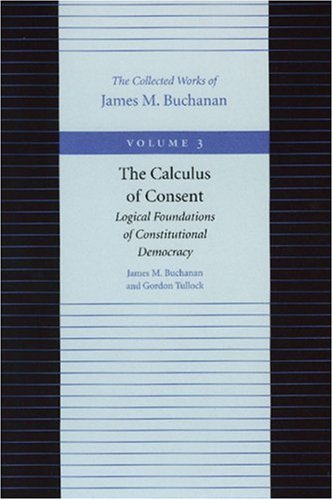 The Collected Works of
James M. Buchanan
VOLUME 3
The Calculus
of Consent
Logical Foundations
of Constitutional
Democracy
James M. Buchanan
and Gordon Tullock